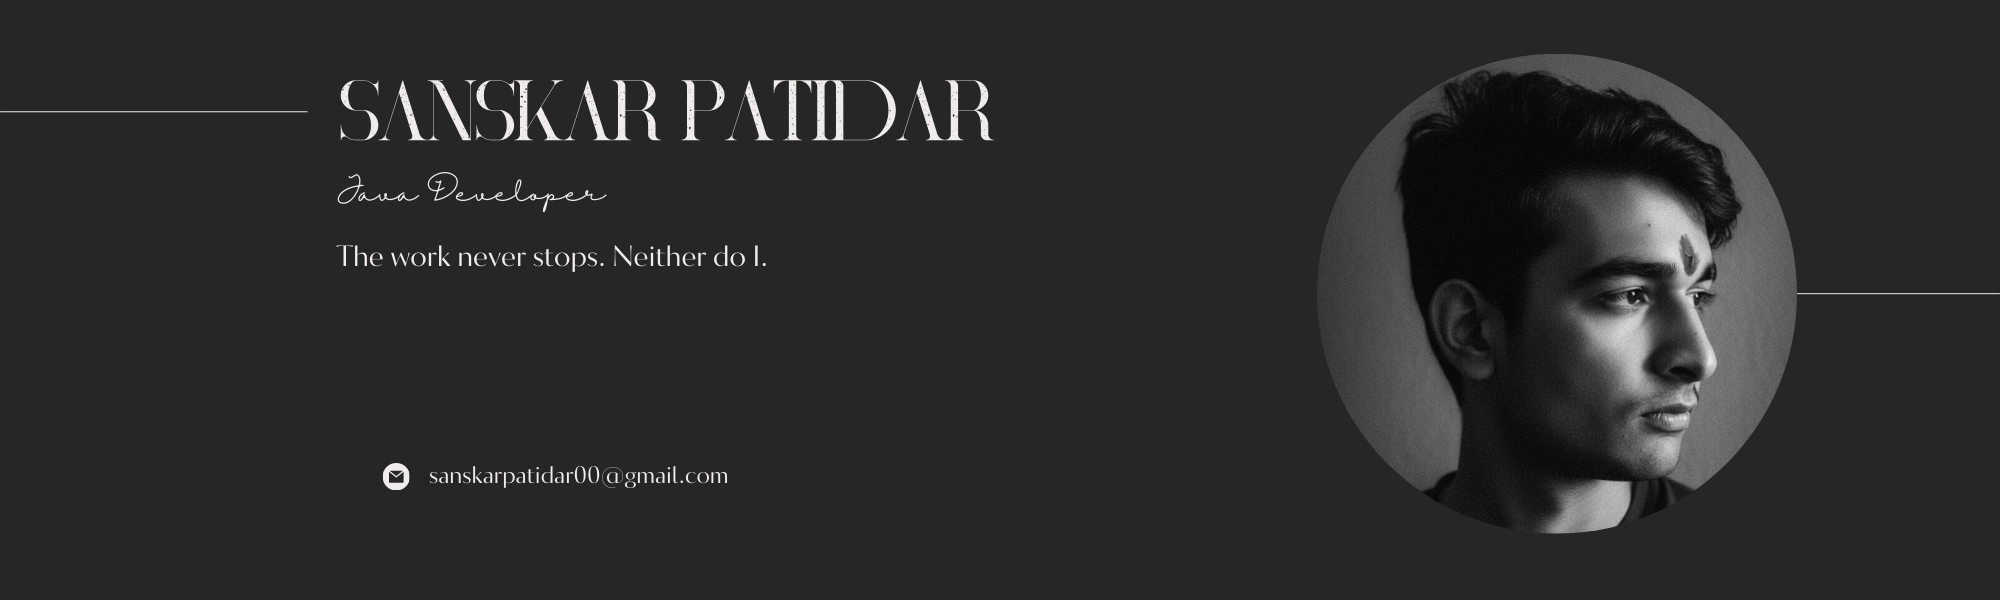 SANSKAR PATIDAR
Java Developer
The work never stops. Neither do I.
sanskarpatidar00@gmail.com